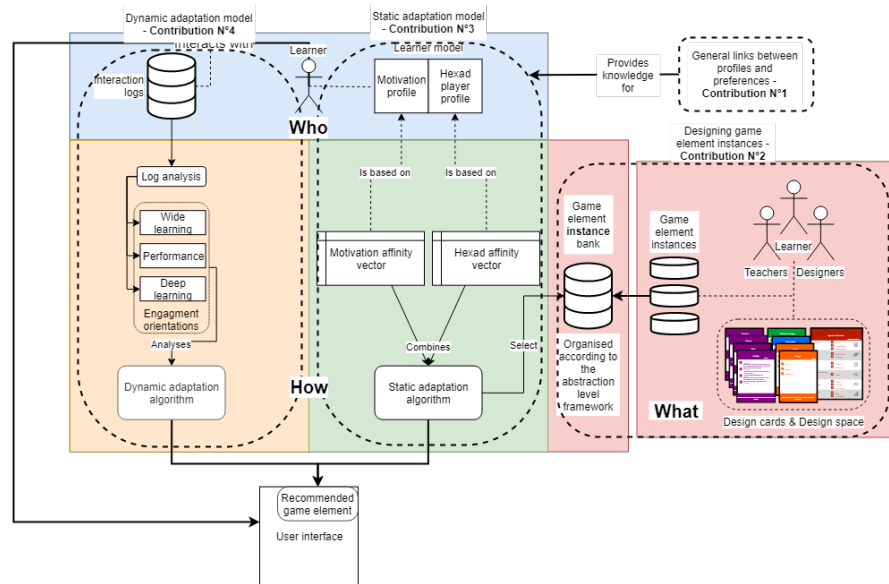 Dynamic adaptation model
- Contribution N°4
Static adaptation model
- Contribution N°3
Interacts with
Learner
Learner model
Interaction
logs
Motivation
profile
Hexad
player
profile
Provides
knowledge
for
General links between
profiles and
preferences -
Contribution N°1
Who
Designing game
element instances -
Contribution N°2
Log analysis
Is based on
Is based on
Wide
learning
Performance
Deep
learning
Engagment
orientations
Motivation affinity
vector
Hexad affinity
vector
Game
element
instance
bank
Game
element
instances
Learner
Teachers
Designers
Analyses
Combines
Select
Organised
according to
the
abstraction
level
framework
Dynamic adaptation
algorithm
How
Static adaptation
algorithm
What
Design cards & Design space
Recommended
game element
User interface